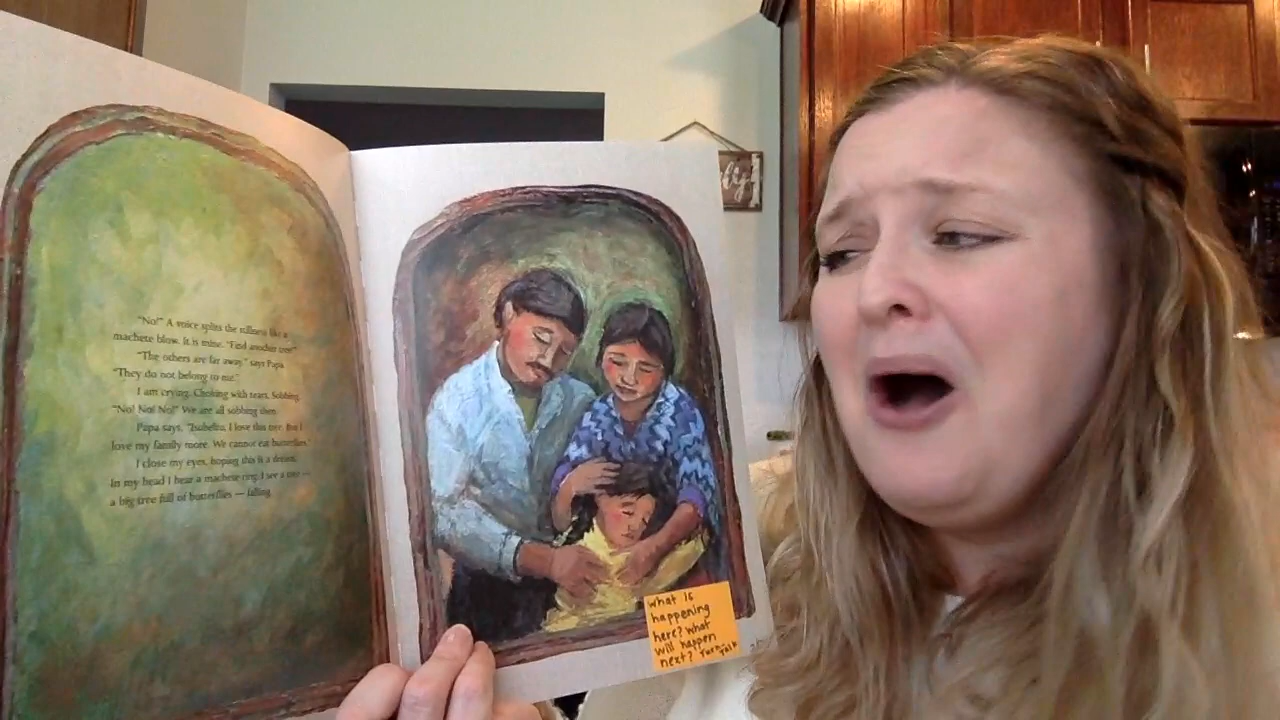 "No!" A voice splits the stillness like a
machete blow. It is mine. "Find another tree!"
"The others are far away," says Papa.
"They do not belong to me."
I am crying. Choking with tears. Sobbing.
"No! No! No!" We are all sobbing then.
Papa says, "Isabelita, I love this tree. But I
love my family more. We cannot eat butterflies."
I close my eyes, hoping this is a dream.
In my head I hear a machete ring. I see a tree —
a big tree full of butterflies — falling.
What is
happening
here? What
will happen
next? Turn Talk